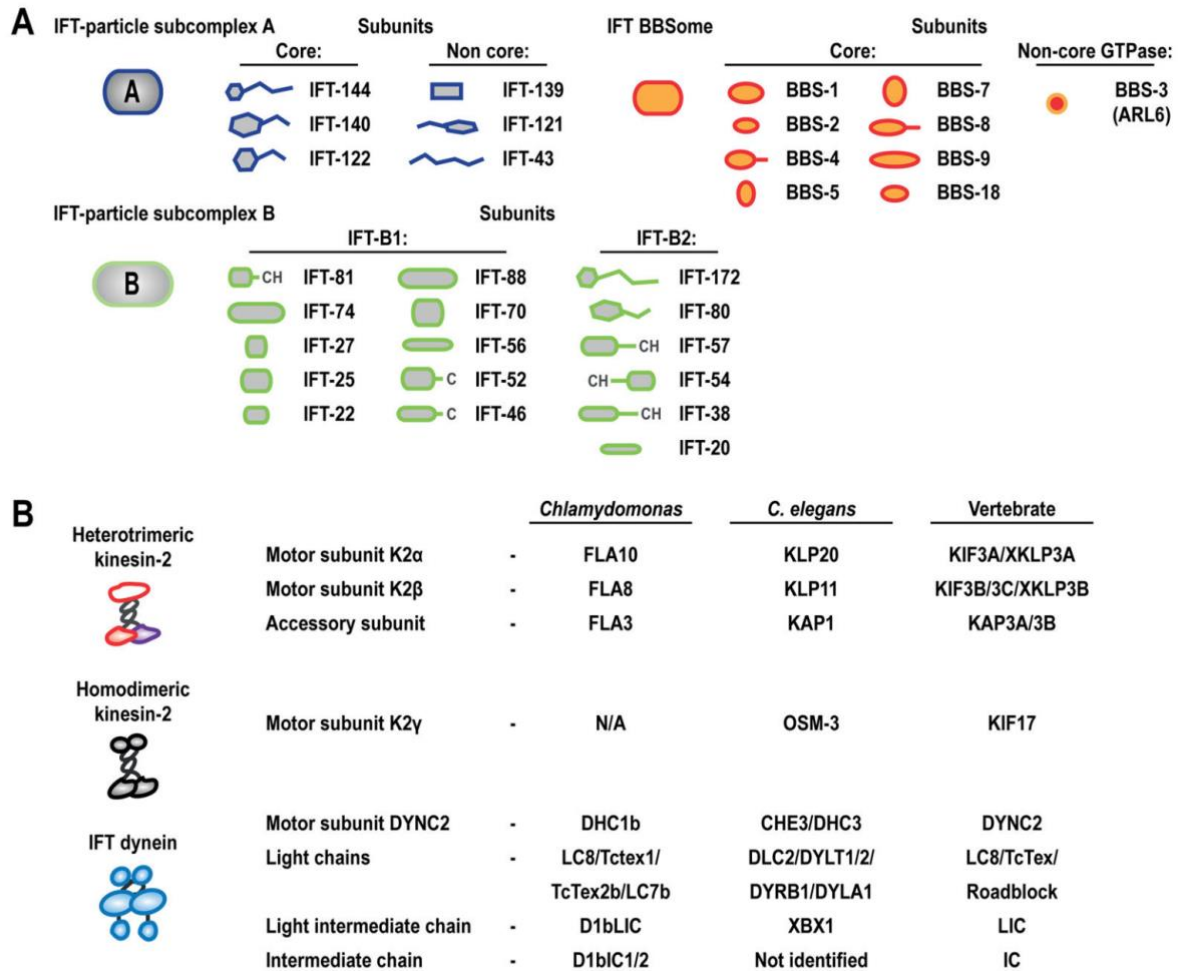 A
IFT-particle subcomplex A Subunits
Core: Non core:
A
IFT-144 IFT-139
IFT-140 IFT-121
IFT-122 IFT-43
IFT BBSome Subunits
Core: Non-core GTPase:
BBS-1 BBS-7 BBS-3
BBS-2 BBS-8 (ARL6)
BBS-4 BBS-9
BBS-5 BBS-18
IFT-particle subcomplex B Subunits
IFT-B1: IFT-B2:
B
CH IFT-81 IFT-88 IFT-172
IFT-74 IFT-70 IFT-80
IFT-27 IFT-56 CH IFT-57
IFT-25 C IFT-52 CH IFT-54
IFT-22 C IFT-46 CH IFT-38
IFT-20
B
Chlamydomonas C. elegans Vertebrate
Heterotrimeric
kinesin-2
Motor subunit K2α - FLA10 KLP20 KIF3A/XKLP3A
Motor subunit K2β - FLA8 KLP11 KIF3B/3C/XKLP3B
Accessory subunit - FLA3 KAP1 KAP3A/3B
Homodimeric
kinesin-2
Motor subunit K2γ - N/A OSM-3 KIF17
IFT dynein
Motor subunit DYNC2 - DHC1b CHE3/DHC3 DYNC2
Light chains - LC8/Tctex1/ DLC2/DYLT1/2/ LC8/TcTex/
TcTex2b/LC7b DYRB1/DYLA1 Roadblock
Light intermediate chain - D1bLIC XBX1 LIC
Intermediate chain - D1bIC1/2 Not identified IC